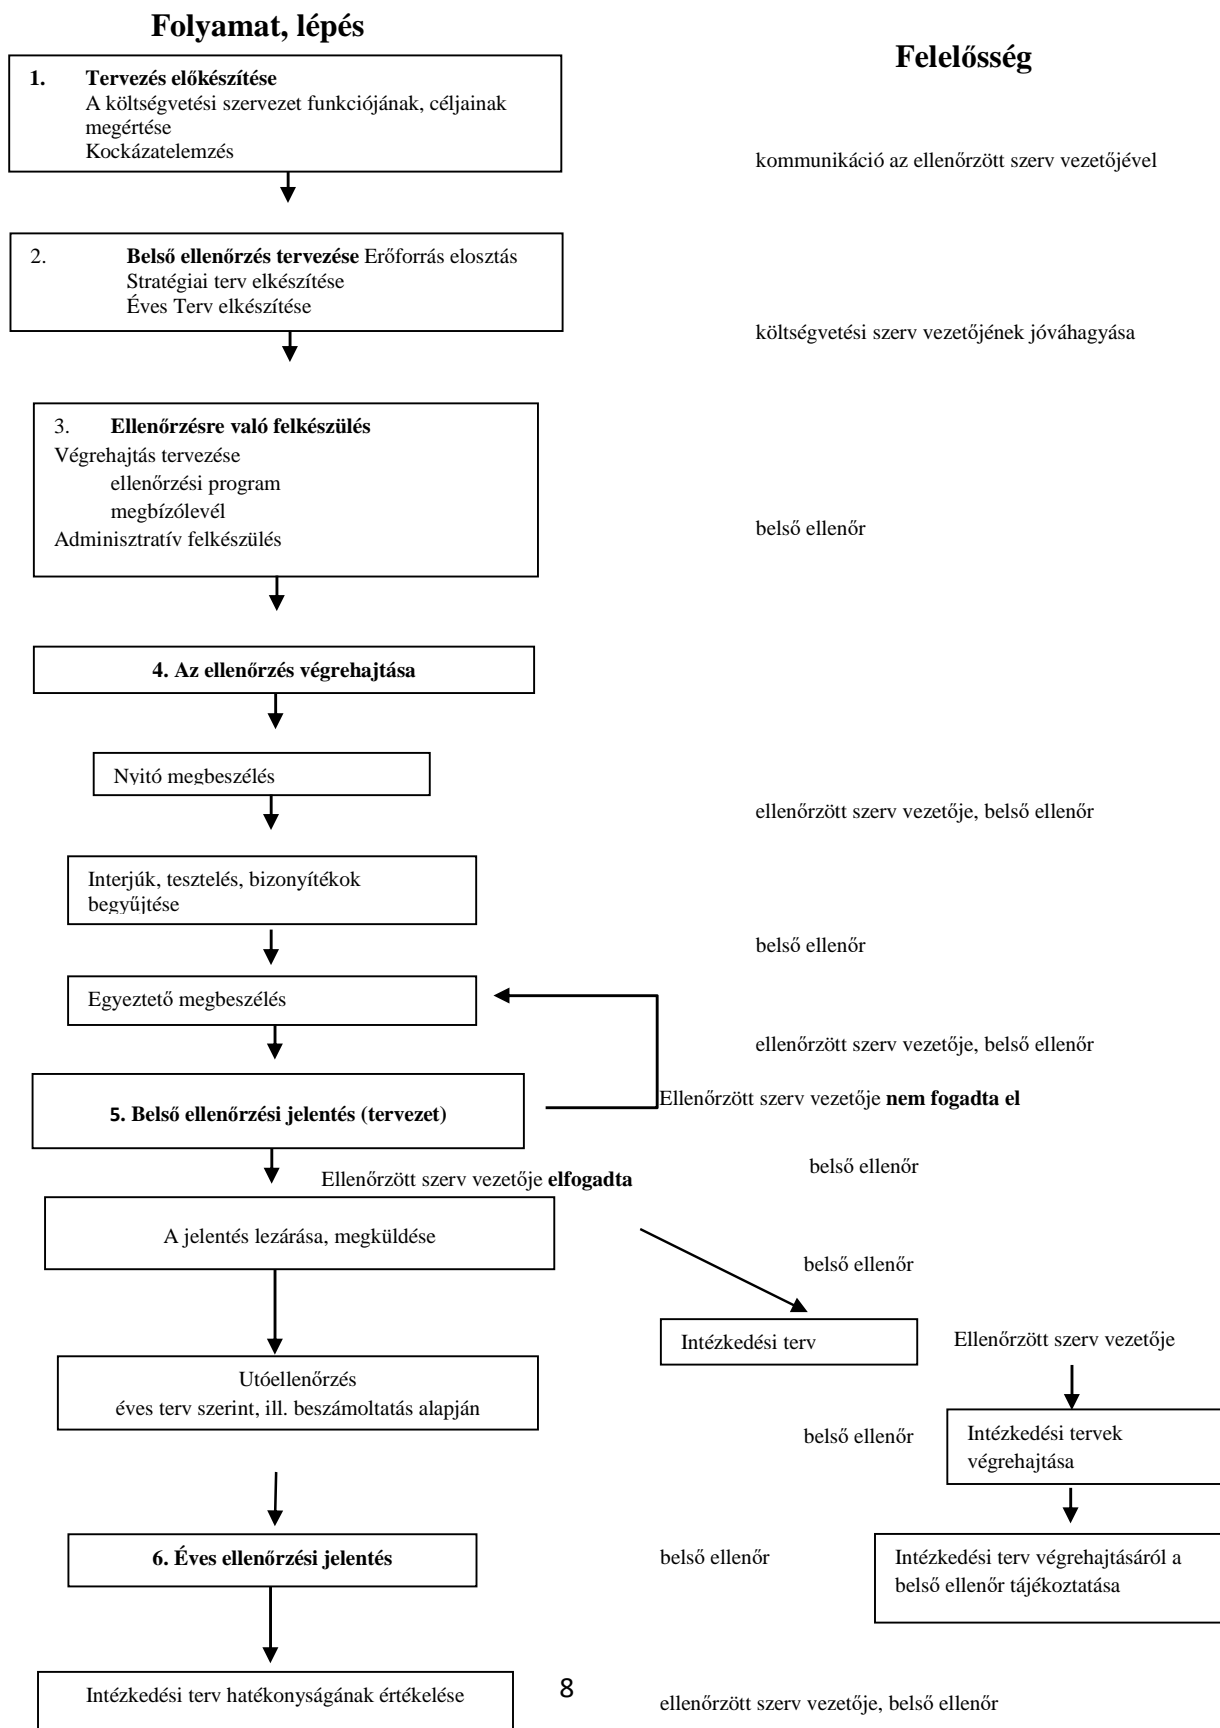 Folyamat, lépés
Felelősség
1. Tervezés előkészítése
A költségvetési szervezet funkciójának, céljainak
megértése
Kockázatelemzés
kommunikáció az ellenőrzött szerv vezetőjével
2. Belső ellenőrzés tervezése Erőforrás elosztás
Stratégiai terv elkészítése
Éves Terv elkészítése
költségvetési szerv vezetőjének jóváhagyása
3. Ellenőrzésre való felkészülés
Végrehajtás tervezése
ellenőrzési program
megbízólevél
Adminisztratív felkészülés
belső ellenőr
4. Az ellenőrzés végrehajtása
Nyitó megbeszélés
ellenőrzött szerv vezetője, belső ellenőr
Interjúk, tesztelés, bizonyítékok
begyűjtése
belső ellenőr
Egyeztető megbeszélés
ellenőrzött szerv vezetője, belső ellenőr
5. Belső ellenőrzési jelentés (tervezet)
Ellenőrzött szerv vezetője nem fogadta el
belső ellenőr
Ellenőrzött szerv vezetője elfogadta
A jelentés lezárása, megküldése
belső ellenőr
Intézkedési terv
Ellenőrzött szerv vezetője
Utóellenőrzés
éves terv szerint, ill. beszámoltatás alapján
belső ellenőr
Intézkedési tervek
végrehajtása
6. Éves ellenőrzési jelentés
belső ellenőr
Intézkedési terv végrehajtásáról a
belső ellenőr tájékoztatása
Intézkedési terv hatékonyságának értékelése
8
ellenőrzött szerv vezetője, belső ellenőr